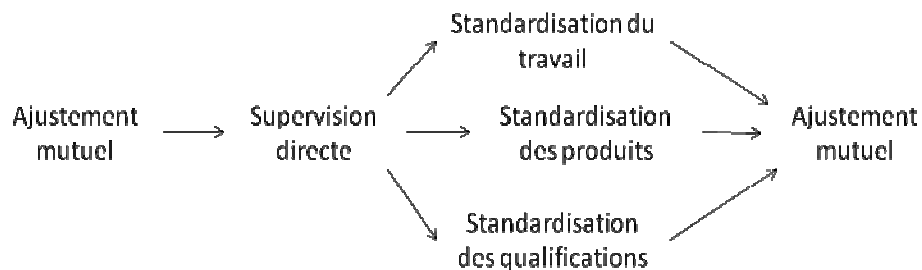 Standardisation du
travail
Ajustement
mutuel
Supervision
directe
Standardisation
des produits
Ajustement
mutuel
Standardisation
des qualifications